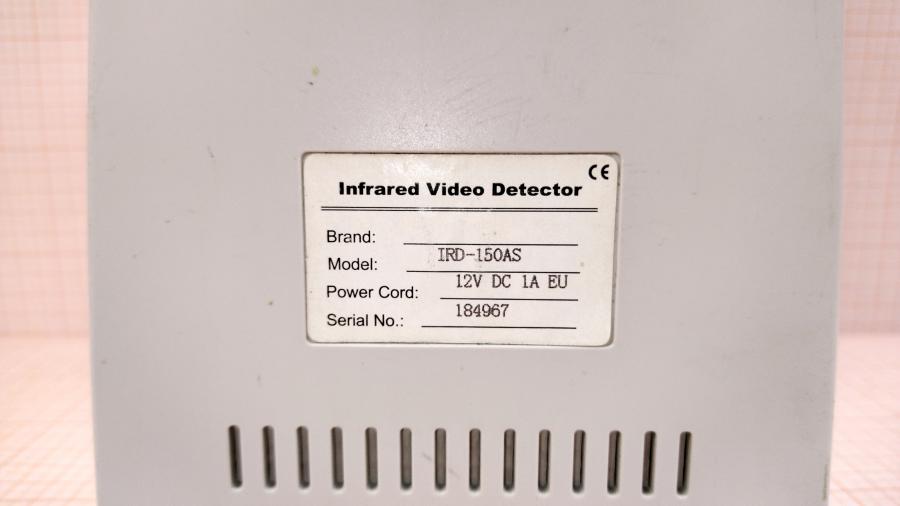 CE
Infrared Video Detector
Brand:
Model: IRD-150AS
Power Cord: 12V DC 1A EU
Serial No.: 184967